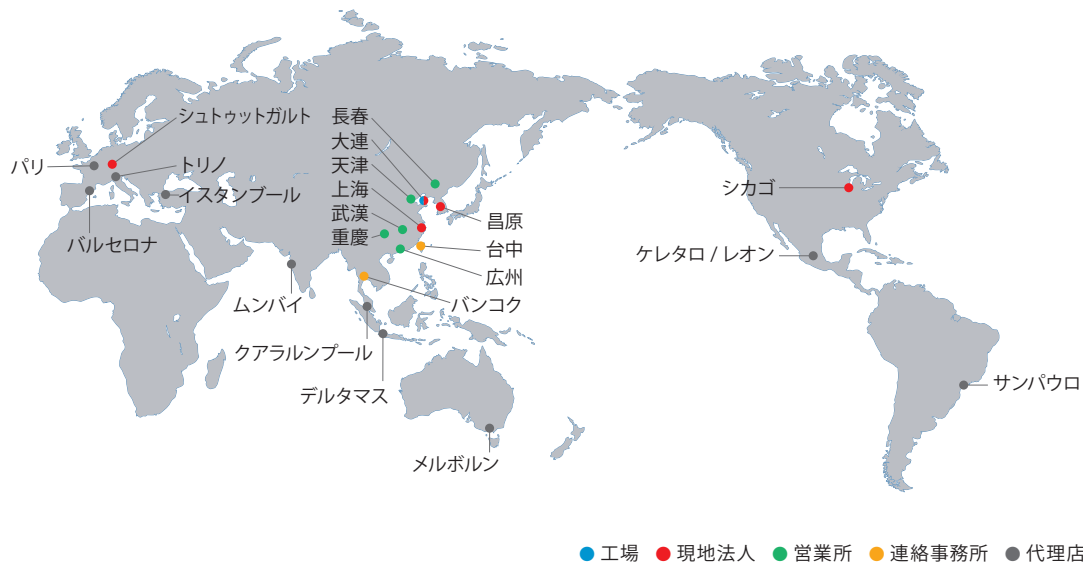 シュトゥットガルト
パリ
トリノ
イスタンブール
バルセロナ
長春
大連
天津
上海
武漢
重慶
昌原
台中
広州
バンコク
ムンバイ
クアラルンプール
デルタマス
メルボルン
シカゴ
ケレタロ / レオン
サンパウロ
工場 現地法人 営業所 連絡事務所 代理店